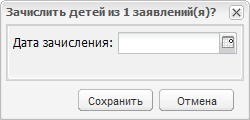 Зачислить детей из 1 заявлений(я)?
Дата зачисления:
Сохранить
Отмена